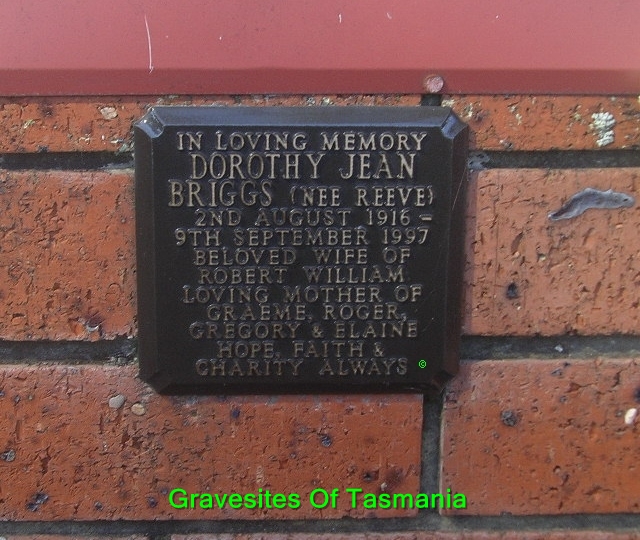 IN LOVING MEMORY
DOROTHY JEAN
BRIGGS (NEE REEVE)
2ND AUGUST 1916 –
9TH SEPTEMBER 1997
BELOVED WIFE OF
ROBERT WILLIAM
LOVING MOTHER OF
GRAEME, ROGER,
GREGORY & ELAINE
HOPE, FAITH &
CHARITY ALWAYS ©
Gravesites Of Tasmania